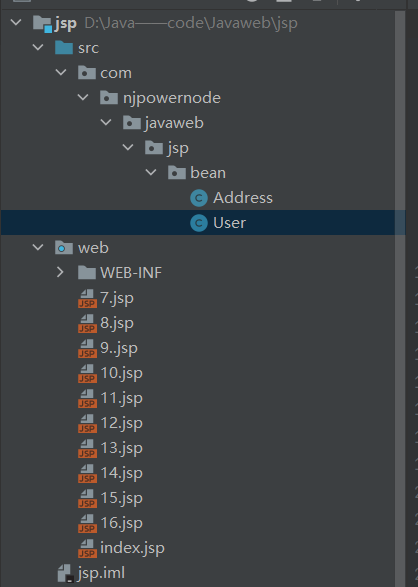 jsp D:\Java——code\Javaweb\jsp
src
com
njpowernode
javaweb
jsp
bean
C Address
C User
web
WEB-INF
JSP 7.jsp
JSP 8.jsp
JSP 9..jsp
JSP 10.jsp
JSP 11.jsp
JSP 12.jsp
JSP 13.jsp
JSP 14.jsp
JSP 15.jsp
JSP 16.jsp
JSP index.jsp
jsp.iml